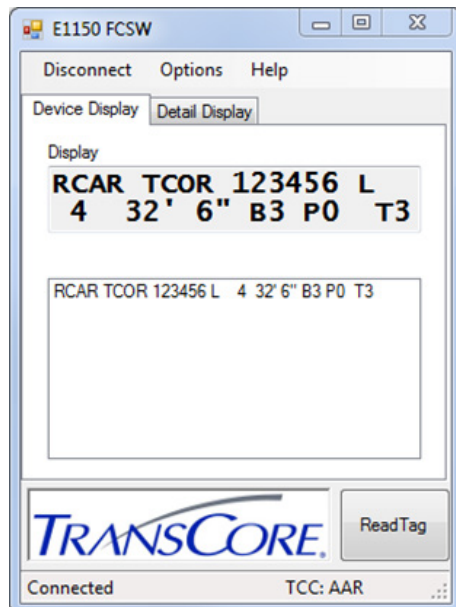 E1150 FCSW
Disconnect Options Help
Device Display Detail Display
Display
RCAR TCOR 123456 L
4 32' 6" B3 P0 T3
RCAR TCOR 123456 L 4 32' 6" B3 P0 T3
TRANSCORE.
ReadTag
Connected TCC: AAR